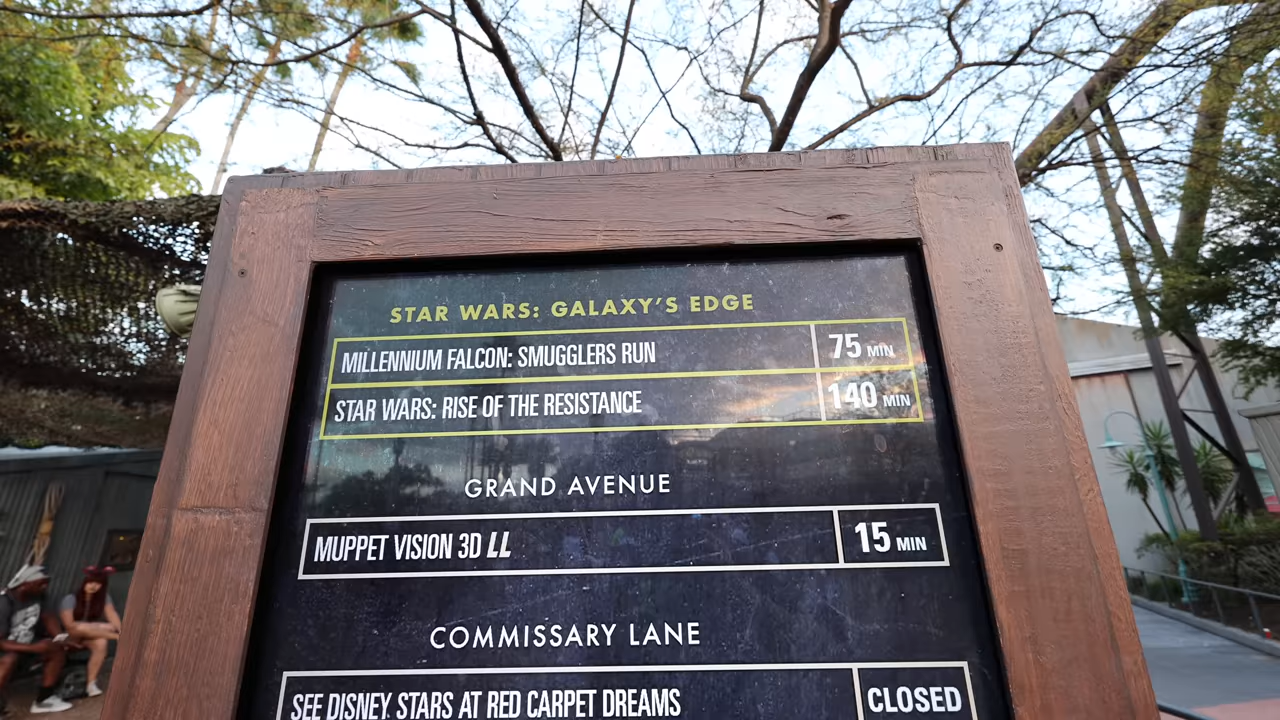 STAR WARS: GALAXY'S EDGE
MILLENNIUM FALCON: SMUGGLERS RUN 75 MIN
STAR WARS: RISE OF THE RESISTANCE 140 MIN
GRAND AVENUE
MUPPET VISION 3D LL 15 MIN
COMMISSARY LANE
SEE DISNEY STARS AT RED CARPET DREAMS CLOSED